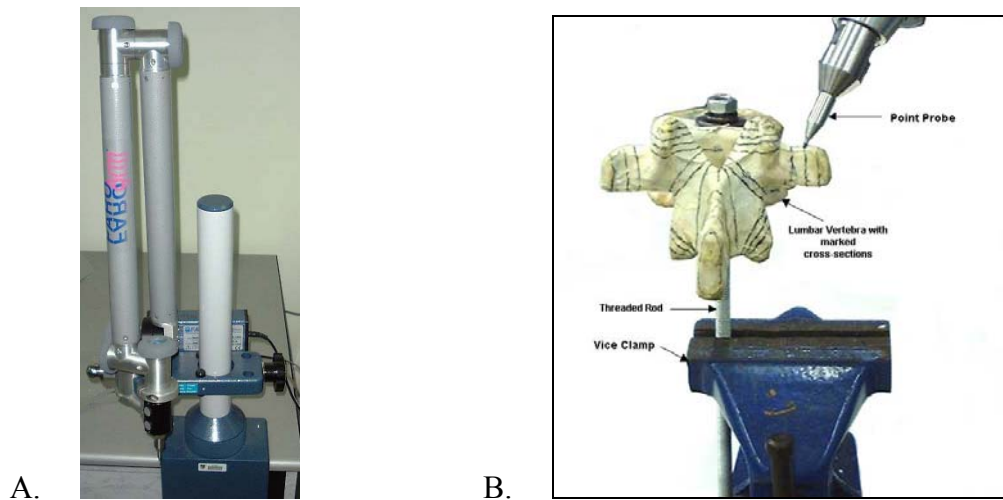 FARO
Point Probe
Lumbar Vertebra with
marked
cross-sections
Threaded Rod
Vice Clamp
A.
B.